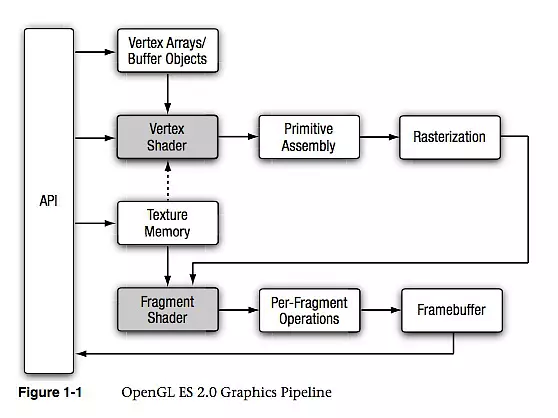 API
Vertex Arrays/
Buffer Objects
Vertex
Shader
Primitive
Assembly
Rasterization
Texture
Memory
Fragment
Shader
Per-Fragment
Operations
Framebuffer
Figure 1-1 OpenGL ES 2.0 Graphics Pipeline